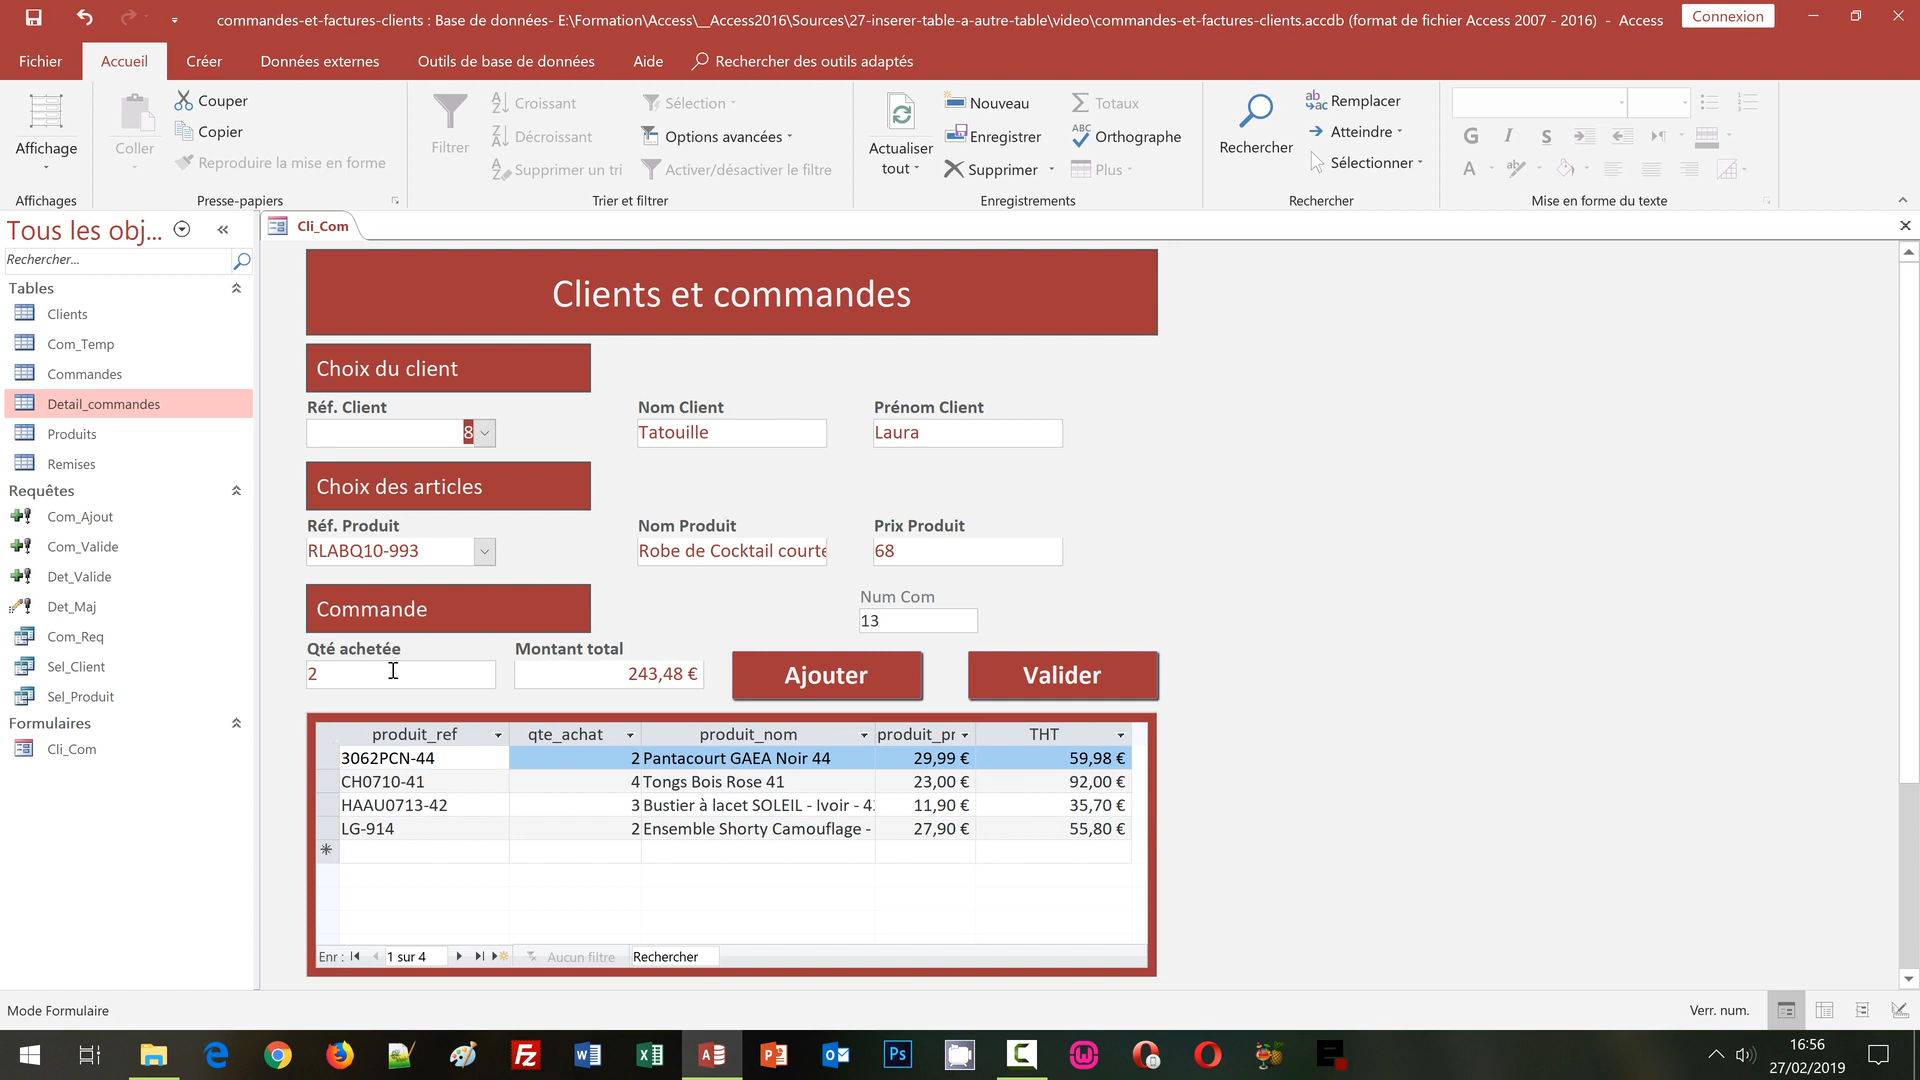 commandes-et-factures-clients : Base de données- E:\Formation\Access\__Access2016\Sources\27-inserer-table-a-autre-table\video\commandes-et-factures-clients.accdb (format de fichier Access 2007 - 2016) - Access
Connexion
Fichier Accueil Créer Données externes Outils de base de données Aide Rechercher des outils adaptés
Affichage
Affichages
Coller
Couper
Copier
Reproduire la mise en forme
Presse-papiers
Filtrer
Croissant
Décroissant
Supprimer un tri
Sélection
Options avancées
Activer/désactiver le filtre
Trier et filtrer
Actualiser
tout
Nouveau
Enregistrer
Supprimer
Totaux
Orthographe
Plus
Enregistrements
Rechercher
Remplacer
Atteindre
Sélectionner
Rechercher
G I S
A
Mise en forme du texte
Tous les obj...
Rechercher...
Tables
Clients
Com_Temp
Commandes
Detail_commandes
Produits
Remises
Requêtes
Com_Ajout
Com_Valide
Det_Valide
Det_Maj
Com_Req
Sel_Client
Sel_Produit
Formulaires
Cli_Com
Cli_Com
Clients et commandes
Choix du client
Réf. Client Nom Client Prénom Client
8 Tatouille Laura
Choix des articles
Réf. Produit Nom Produit Prix Produit
RLABQ10-993 Robe de Cocktail courte 68
Commande
Num Com
13
Qté achetée Montant total
2 243,48 € Ajouter Valider
produit_ref qte_achat produit_nom produit_pr THT
3062PCN-44 2 Pantacourt GAEA Noir 44 29,99 € 59,98 €
CH0710-41 4 Tongs Bois Rose 41 23,00 € 92,00 €
HAAU0713-42 3 Bustier à lacet SOLEIL - Ivoir - 42 11,90 € 35,70 €
LG-914 2 Ensemble Shorty Camouflage - 27,90 € 55,80 €
Enr : 1 sur 4 Aucun filtre Rechercher
Mode Formulaire
Verr. num.
16:56
27/02/2019